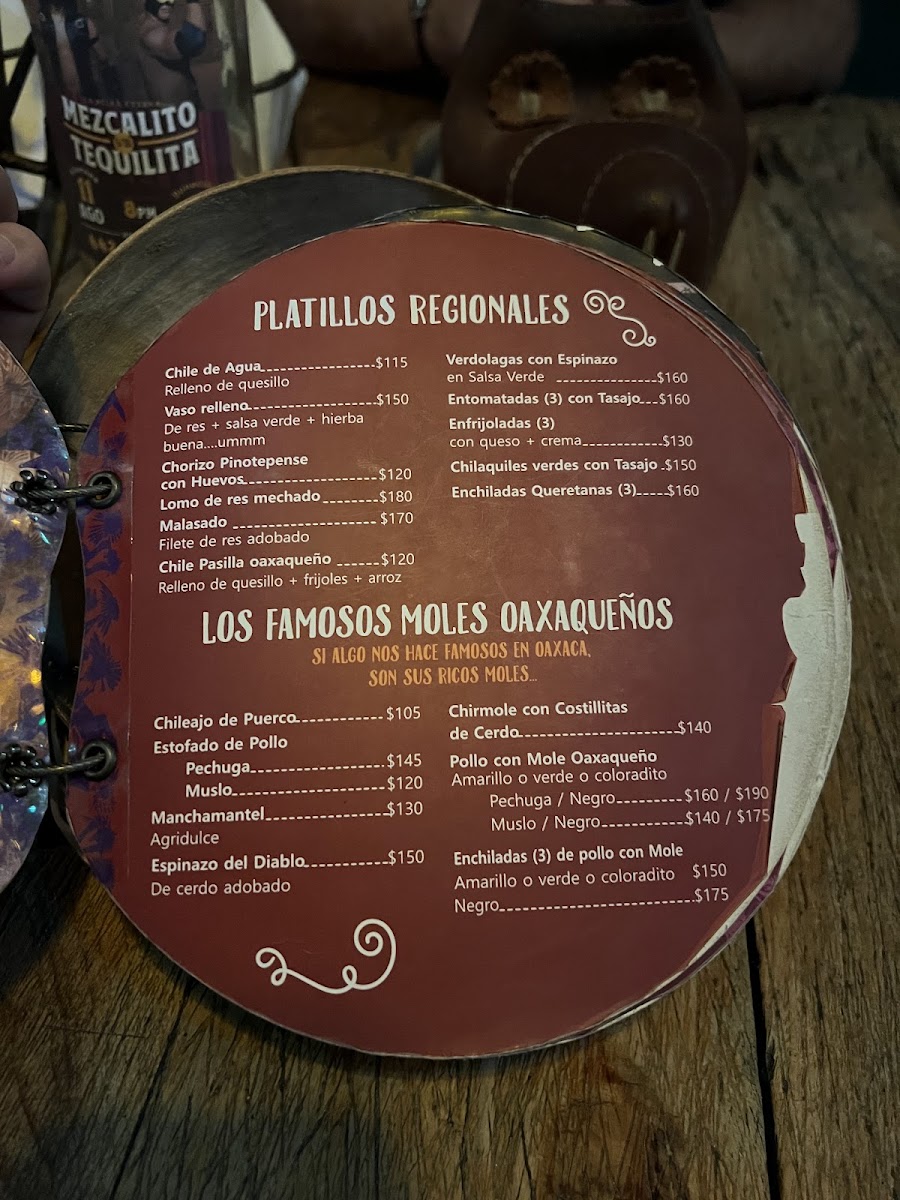 MEZCALITO
TEQUILITA
11
AGO
8PM
PLATILLOS REGIONALES
Chile de Agua $115
Relleno de quesillo
Vaso relleno $150
De res + salsa verde + hierba
buena....ummm
Chorizo Pinotepense
con Huevos $120
Lomo de res mechado $180
Malasado $170
Filete de res adobado
Chile Pasilla oaxaqueño $120
Relleno de quesillo + frijoles + arroz
Verdolagas con Espinazo
en Salsa Verde $160
Entomatadas (3) con Tasajo $160
Enfrijoladas (3)
con queso + crema $130
Chilaquiles verdes con Tasajo $150
Enchiladas Queretanas (3) $160
LOS FAMOSOS MOLES OAXAQUEÑOS
SI ALGO NOS HACE FAMOSOS EN OAXACA,
SON SUS RICOS MOLES...
Chileajo de Puerco $105
Estofado de Pollo
Pechuga $145
Muslo $120
Manchamantel $130
Agridulce
Espinazo del Diablo $150
De cerdo adobado
Chirmole con Costillitas
de Cerdo $140
Pollo con Mole Oaxaqueño
Amarillo o verde o coloradito
Pechuga / Negro $160 / $190
Muslo / Negro $140 / $175
Enchiladas (3) de pollo con Mole
Amarillo o verde o coloradito $150
Negro $175